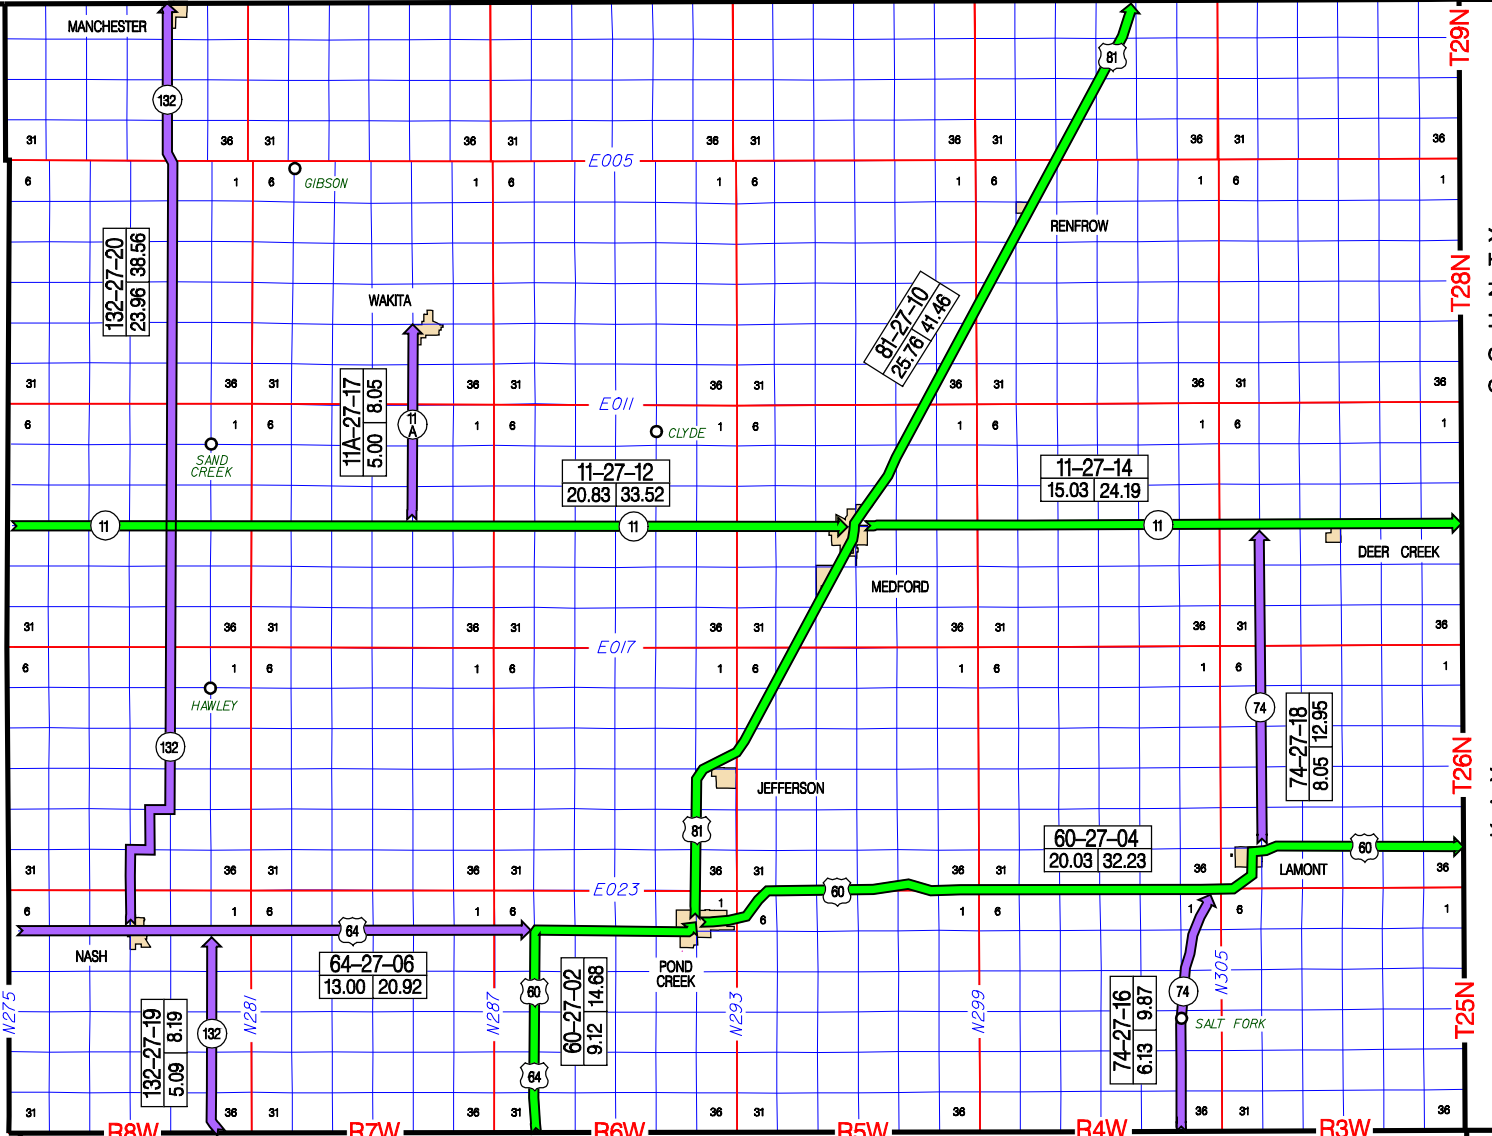 MANCHESTER
T29N
81
132
31 36 31 36 31 36 31 36 31 36 31 36
E005
6 1 6 1 6 1 6 1 6 1 6 1
GIBSON
RENFROW
132-27-20
23.96 38.56
T28N
C O U N T Y
WAKITA
81-27-10
25.76 41.46
31 36 31 36 31 36 31 36 31 36 31 36
11A-27-17
5.00 8.05
E011
11
A
6 1 6 1 6 1 6 1 6 1 6 1
CLYDE
SAND
CREEK
11-27-12
20.83 33.52
11-27-14
15.03 24.19
11
11
11
DEER CREEK
MEDFORD
31 36 31 36 31 36 31 36 31 36 31 36
E017
6 1 6 1 6 1 6 1 6 1 6 1
HAWLEY
74
74-27-18
8.05 12.95
132
T26N
JEFFERSON
81
60-27-04
20.03 32.23
60
LAMONT
31 36 31 36 31 36 31 36 31 36 36
E023
60
6 1 6 1 6 1 6 1 6 1 6 1
64
NASH
64-27-06
13.00 20.92
POND
CREEK
60-27-02
9.12 14.68
N275
N281
N287
N293
N299
N305
60
74
74-27-16
6.13 9.87
T25N
SALT FORK
132-27-19
5.09 8.19
132
64
31 36 31 36 31 36 31 36 36 31 36
R8W R7W R6W R5W R4W R3W